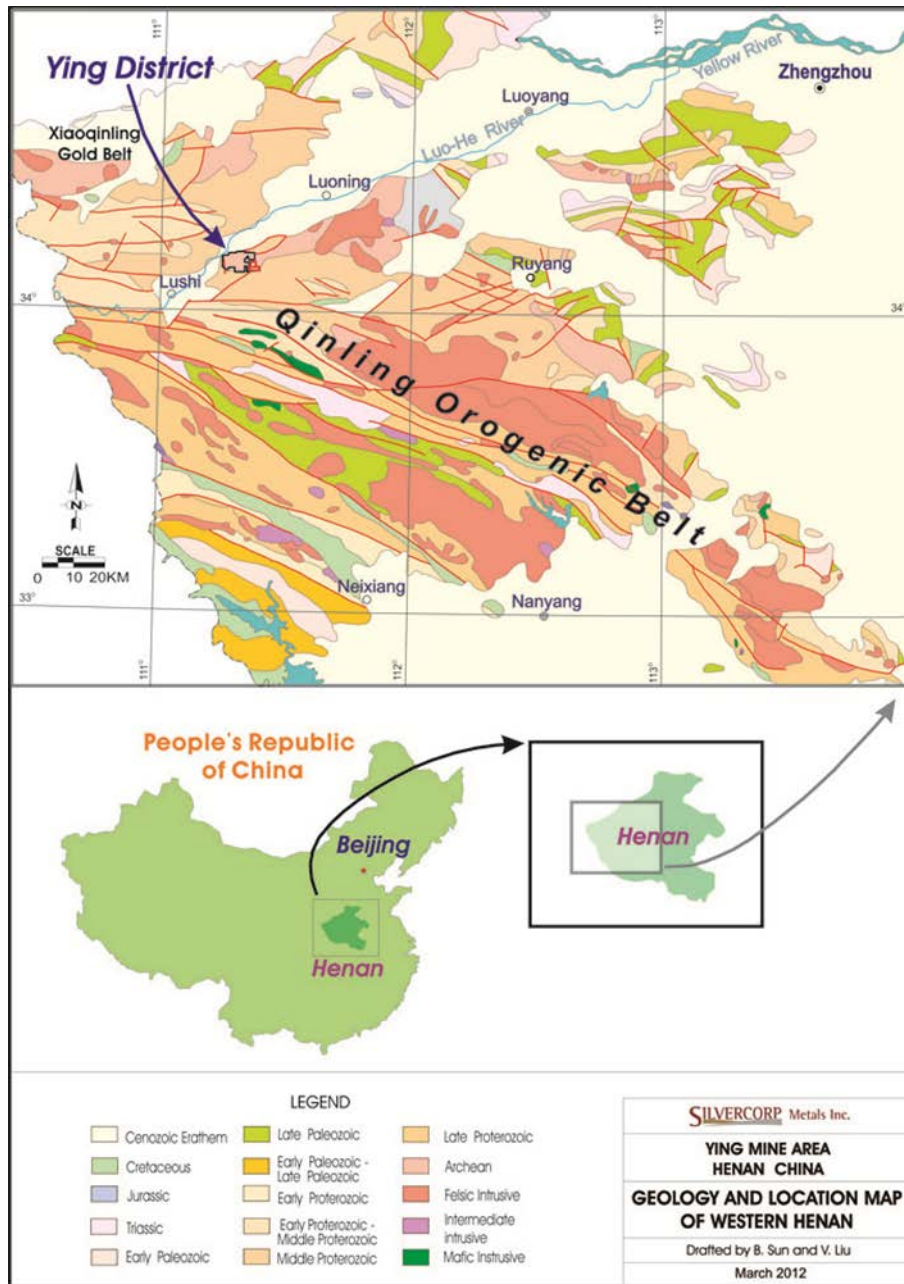 111°
112°
113°
Ying District
Yellow River
Zhengzhou
Luoyang
Xiaoqinling
Gold Belt
Luo-He River
Luoning
Ruyang
Lushi
34°
34°
Qinling Orogenic Belt
N
SCALE
0 10 20KM
Neixiang
Nanyang
33°
111°
112°
113°
People's Republic
of China
Beijing
Henan
Henan
LEGEND
Cenozoic Erathem
Cretaceous
Jurassic
Triassic
Early Paleozoic
Late Paleozoic
Early Paleozoic -
Late Paleozoic
Early Proterozoic
Early Proterozoic -
Middle Proterozoic
Middle Proterozoic
Late Proterozoic
Archean
Felsic Intrusive
Intermediate
intrusive
Mafic Instrusive
SILVERCORP Metals Inc.
YING MINE AREA
HENAN CHINA
GEOLOGY AND LOCATION MAP
OF WESTERN HENAN
Drafted by B. Sun and V. Liu
March 2012